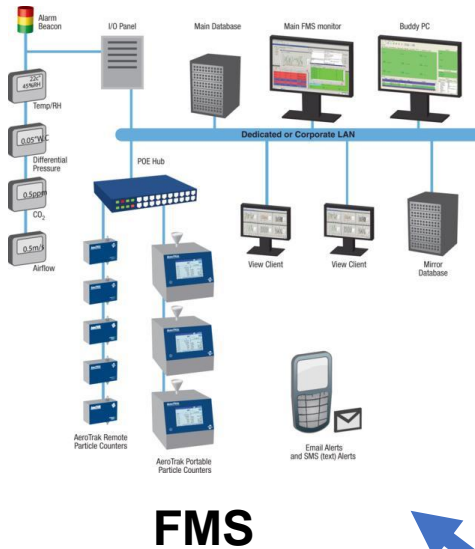 Alarm
Beacon
I/O Panel
Main Database
Main FMS monitor
Buddy PC
22c°
45%RH
Temp/RH
0.05"W.C
Differential
Pressure
0.5ppm
CO2
0.5m/s
Airflow
Dedicated or Corporate LAN
POE Hub
View Client
View Client
Mirror
Database
AeroTrak Remote
Particle Counters
AeroTrak Portable
Particle Counters
Email Alerts
and SMS (text) Alerts
FMS